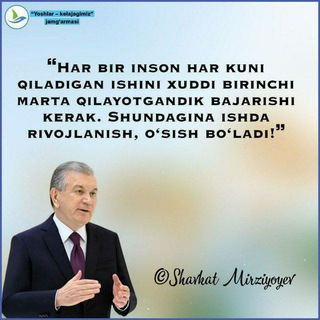 "Yoshlar – kelajagimiz"
jamg'armasi
“HAR BIR INSON HAR KUNI
QILADIGAN ISHINI XUDDI BIRINCHI
MARTA QILAYOTGANDIK BAJARISHI
KERAK. SHUNDAGINA ISHDA
RIVOJLANISH, O‘SISH BO‘LADI!”
©Shavhat Mirziyoyev